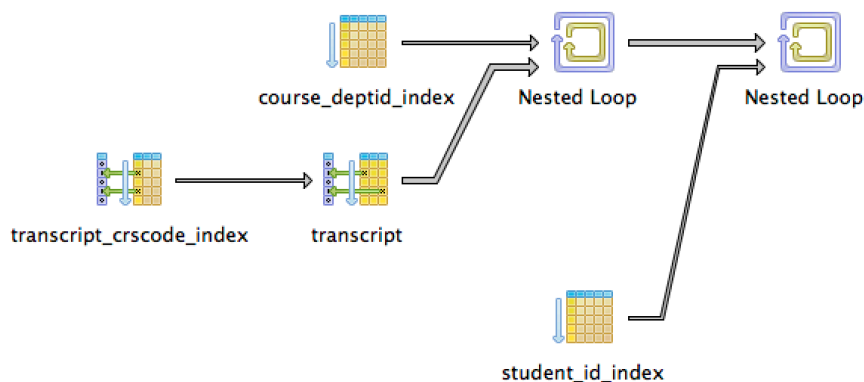 course_deptid_index
Nested Loop
Nested Loop
transcript_crscode_index
transcript
student_id_index